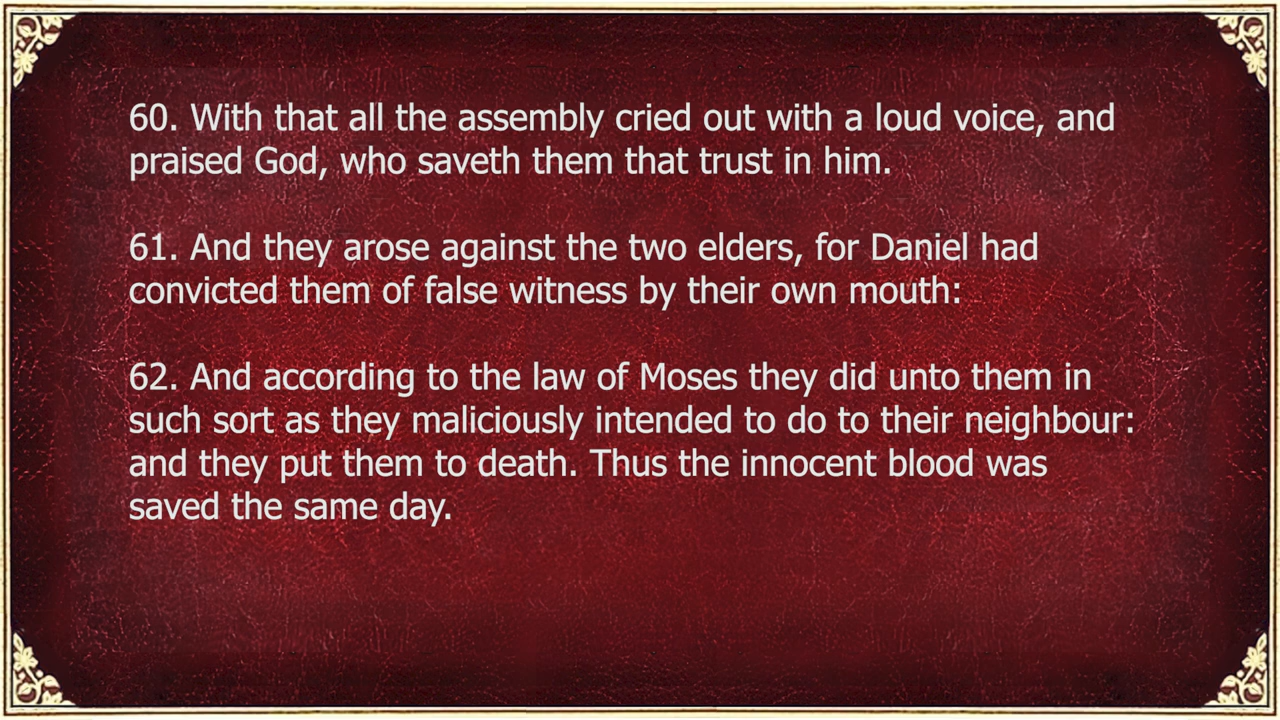 60. With that all the assembly cried out with a loud voice, and
praised God, who saveth them that trust in him.
61. And they arose against the two elders, for Daniel had
convicted them of false witness by their own mouth:
62. And according to the law of Moses they did unto them in
such sort as they maliciously intended to do to their neighbour:
and they put them to death. Thus the innocent blood was
saved the same day.